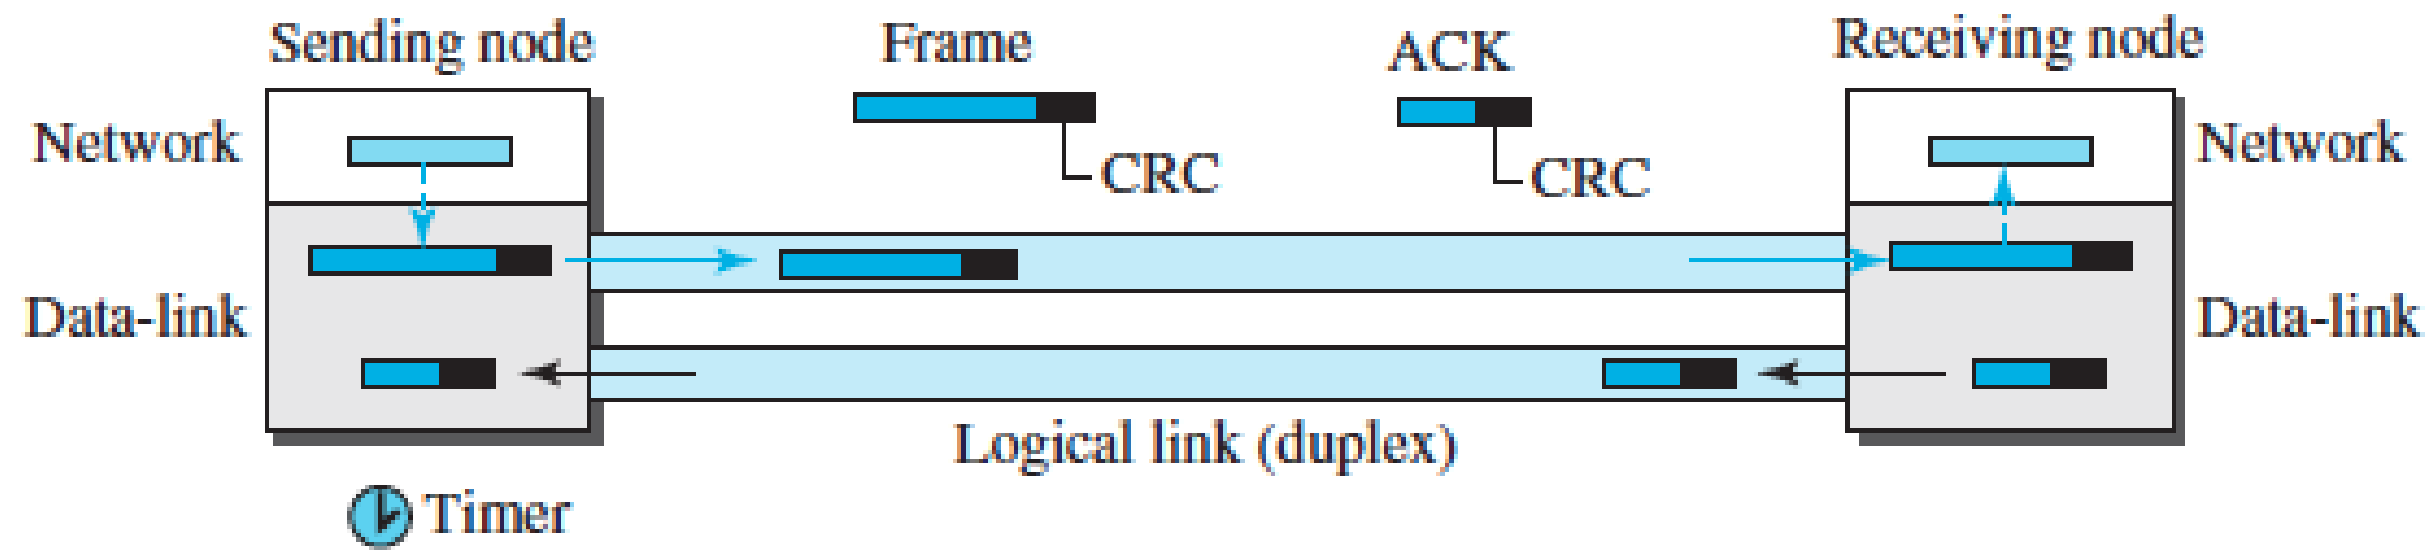 Sending node
Frame
ACK
Receiving node
Network
CRC
CRC
Network
Data-link
Data-link
Logical link (duplex)
Timer